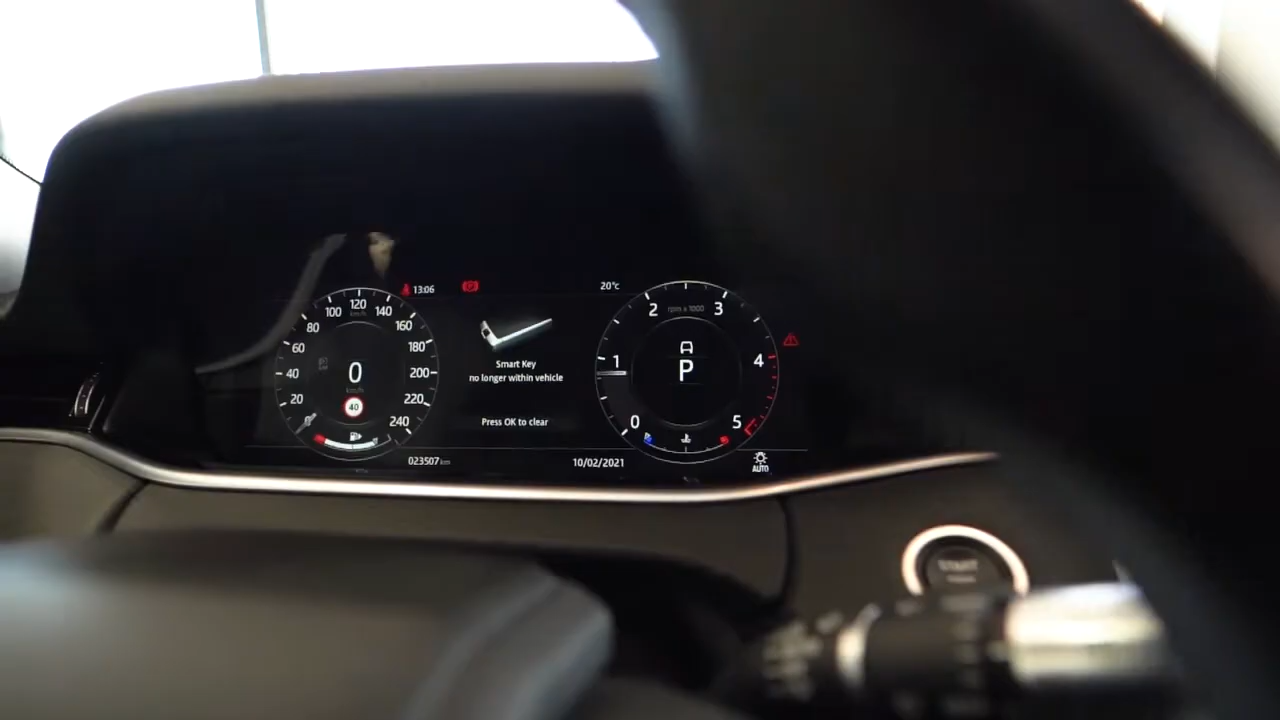 13:06
20°c
100 120 140
km/h
80 160
60 180
40 200
20 220
240
0
km/h
40
Smart Key
no longer within vehicle
Press OK to clear
2 rpm x 1000 3
1 4
0 5
P
023507 km
10/02/2021
AUTO
START